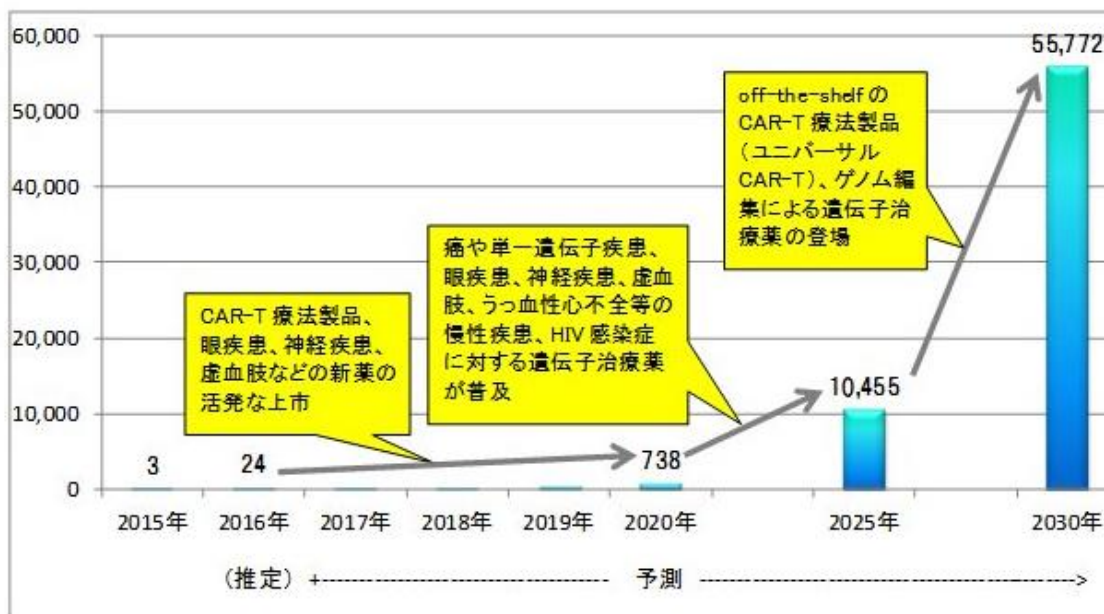 60,000
50,000
40,000
30,000
20,000
10,000
0
CAR-T 療法製品、
眼疾患、神経疾患、
虚血肢などの新薬の
活発な上市
癌や単一遺伝子疾患、
眼疾患、神経疾患、虚血
肢、うっ血性心不全等の
慢性疾患、HIV 感染症
に対する遺伝子治療薬
が普及
off-the-shelf の
CAR-T 療法製品
(ユニバーサル
CAR-T)、ゲノム編
集による遺伝子治
療薬の登場
3
24
738
10,455
55,772
2015年 2016年 2017年 2018年 2019年 2020年 2025年 2030年
(推定) +---------------------------- 予測 ------------------------------------>